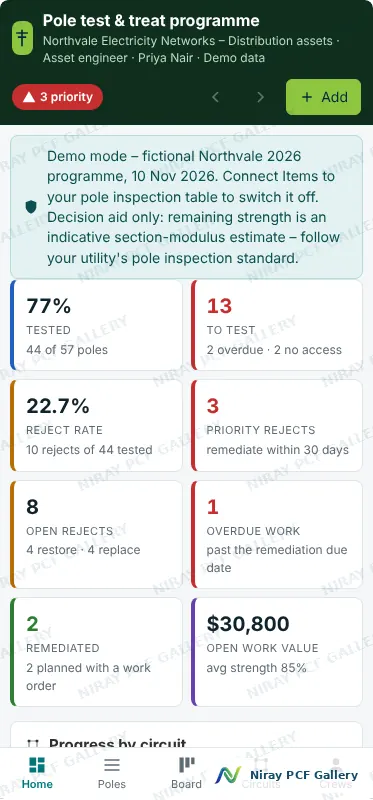 Pole test & treat programme
Northvale Electricity Networks – Distribution assets ·
Asset engineer · Priya Nair · Demo data
3 priority
+ Add
Demo mode – fictional Northvale 2026
programme, 10 Nov 2026. Connect Items to
your pole inspection table to switch it off.
Decision aid only: remaining strength is an
indicative section-modulus estimate – follow
your utility's pole inspection standard.
77%
TESTED
44 of 57 poles
13
TO TEST
2 overdue · 2 no access
22.7%
REJECT RATE
10 rejects of 44 tested
3
PRIORITY REJECTS
remediate within 30 days
8
OPEN REJECTS
4 restore · 4 replace
1
OVERDUE WORK
past the remediation due
date
2
REMEDIATED
2 planned with a work
order
$30,800
OPEN WORK VALUE
avg strength 85%
Progress by circuit
Home
Poles
Board
Circuits
Crews
Niray PCF Gallery
NIRAY PCF GALLERY